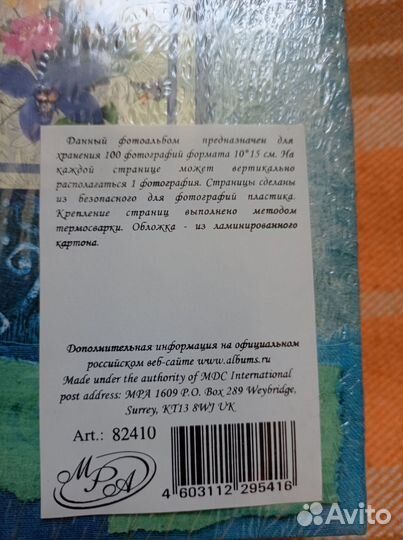 Данный фотоальбом предназначен для
хранения 100 фотографий формата 10*15 см. На
каждой странице может вертикально
располагаться 1 фотография. Страницы сделаны
из безопасного для фотографий пластика.
Крепление страниц выполнено методом
термосварки. Обложка - из ламинированного
картона.
Дополнительная информация на официальном
российском веб-сайте www.albums.ru
Made under the authority of MDC International
post address: MPA 1609 P.O. Box 289 Weybridge,
Surrey, KT13 8WJ UK
Art.: 82410
MPA
4 603112 295416
Avito